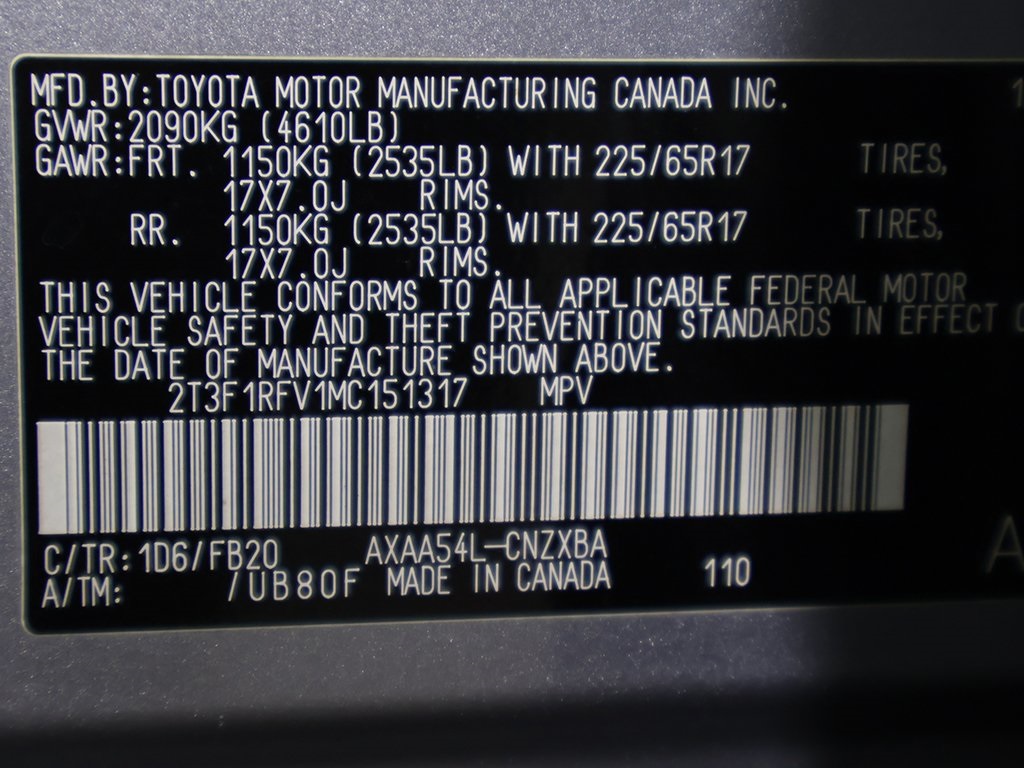 MFD.BY:TOYOTA MOTOR MANUFACTURING CANADA INC. 1
GVWR:2090KG (4610LB)
GAWR:FRT. 1150KG (2535LB) WITH 225/65R17 TIRES,
17X7.0J RIMS.
RR. 1150KG (2535LB) WITH 225/65R17 TIRES,
17X7.0J RIMS.
THIS VEHICLE CONFORMS TO ALL APPLICABLE FEDERAL MOTOR
VEHICLE SAFETY AND THEFT PREVENTION STANDARDS IN EFFECT
THE DATE OF MANUFACTURE SHOWN ABOVE.
2T3F1RFV1MC151317 MPV
C/TR:1D6/FB20 AXAA54L-CNZXBA
A/TM: /UB80F MADE IN CANADA 110 A